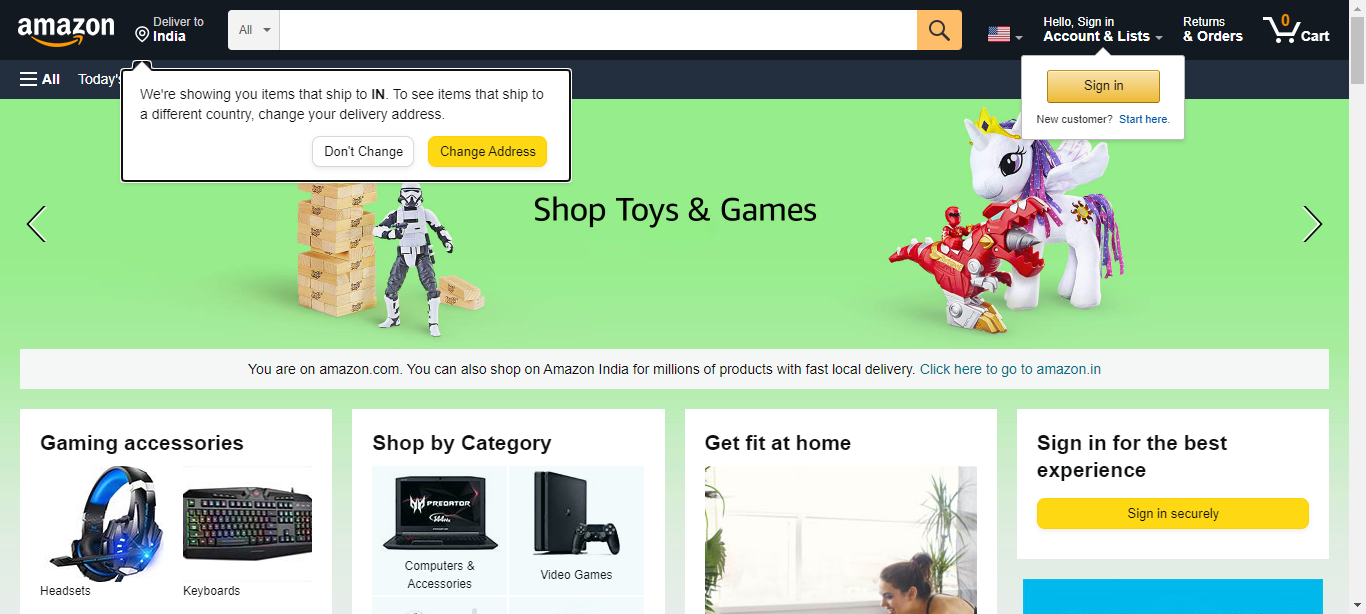 amazon
Deliver to
India
All
Hello, Sign in
Account & Lists
Returns
& Orders
0
Cart
All
Today's
We're showing you items that ship to IN. To see items that ship to
a different country, change your delivery address.
Don't Change
Change Address
Sign in
New customer? Start here.
Shop Toys & Games
You are on amazon.com. You can also shop on Amazon India for millions of products with fast local delivery. Click here to go to amazon.in
Gaming accessories
Headsets
Keyboards
Shop by Category
PREDATOR
Computers &
Accessories
Video Games
Get fit at home
Sign in for the best
experience
Sign in securely